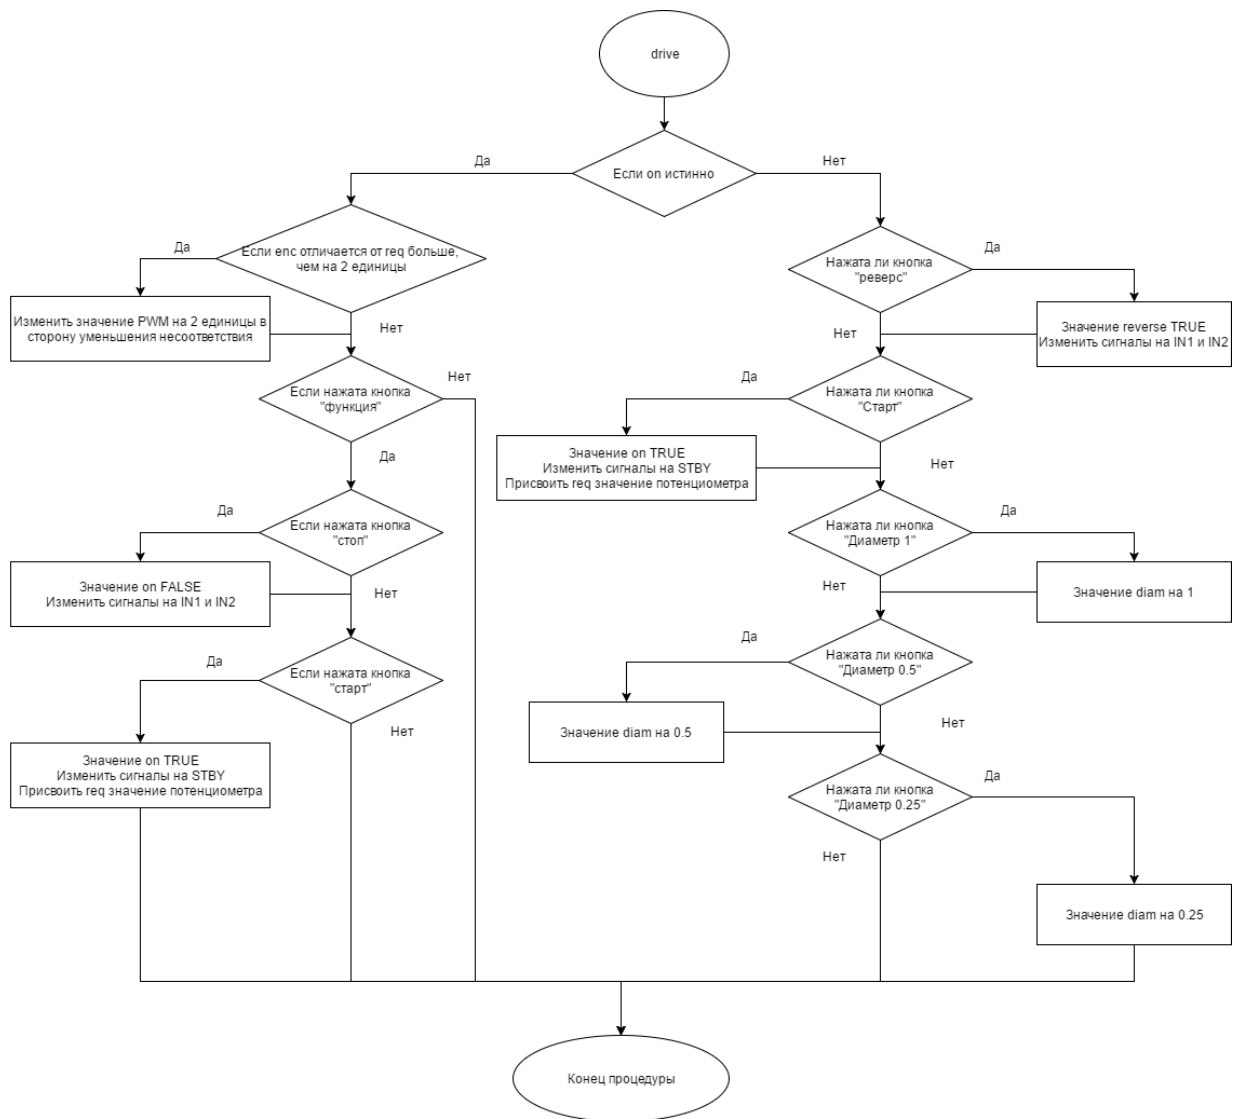 drive
Да
Нет
Если on истинно
Да
Если enc отличается от req больше,
чем на 2 единицы
Нажата ли кнопка
"реверс"
Да
Изменить значение PWM на 2 единицы в
сторону уменьшения несоответствия
Нет
Нет
Значение reverse TRUE
Изменить сигналы на IN1 и IN2
Если нажата кнопка
"функция"
Нет
Да
Нажата ли кнопка
"Старт"
Да
Значение on TRUE
Изменить сигналы на STBY
Присвоить req значение потенциометра
Нет
Да
Если нажата кнопка
"стоп"
Нажата ли кнопка
"Диаметр 1"
Да
Значение on FALSE
Изменить сигналы на IN1 и IN2
Нет
Нет
Значение diam на 1
Да
Если нажата кнопка
"старт"
Да
Нажата ли кнопка
"Диаметр 0.5"
Нет
Значение diam на 0.5
Нет
Значение on TRUE
Изменить сигналы на STBY
Присвоить req значение потенциометра
Нажата ли кнопка
"Диаметр 0.25"
Да
Нет
Значение diam на 0.25
Конец процедуры